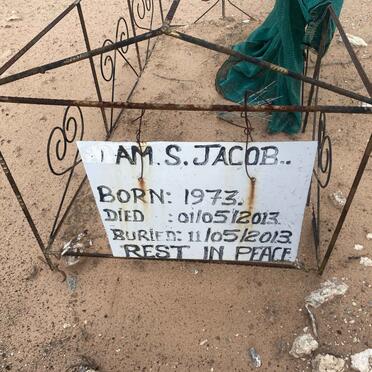 I AM. S. JACOB..
BORN: 1973.
DIED : 01/05/2013.
BURIED: 11/05/2013.
REST IN PEACE